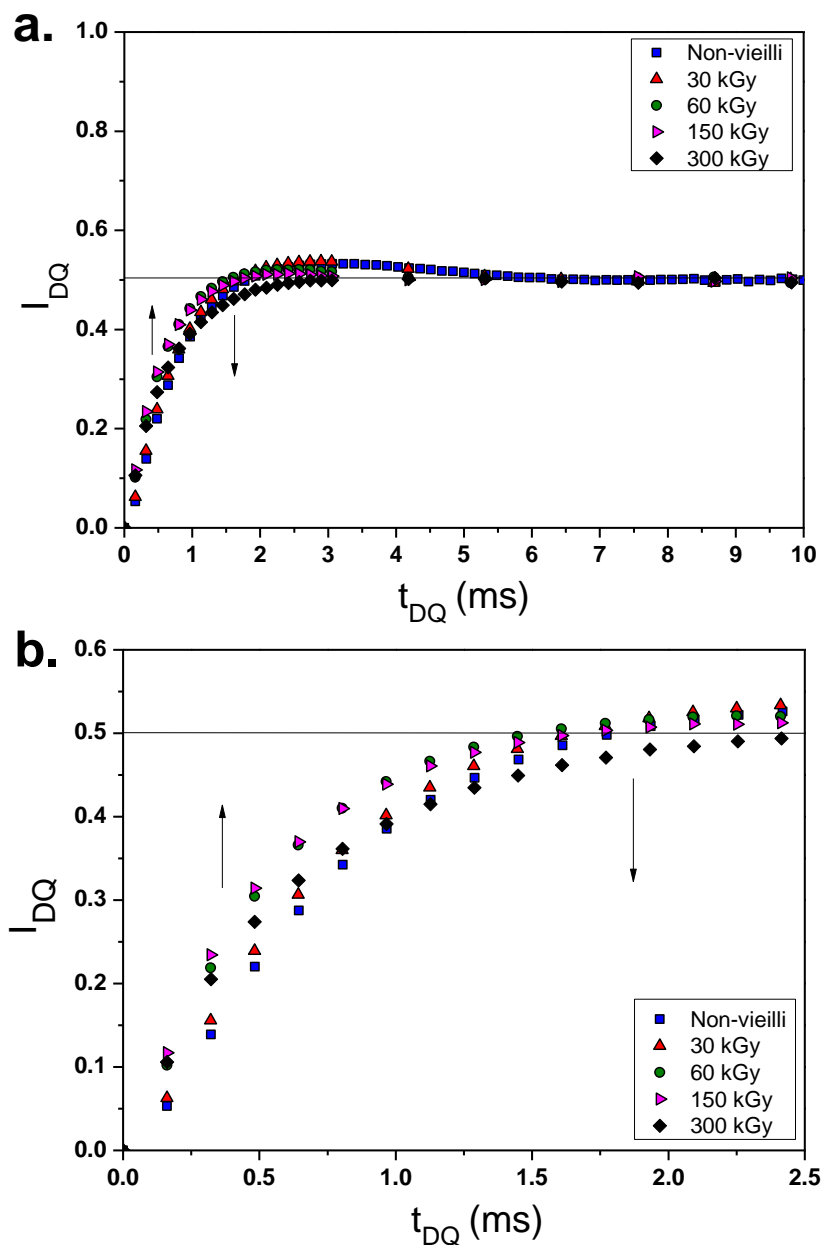 a.
1.0
0.8
0.6
0.4
0.2
0.0
I_DQ
Non-vieilli
30 kGy
60 kGy
150 kGy
300 kGy
0 1 2 3 4 5 6 7 8 9 10
t_DQ (ms)
b.
0.6
0.5
0.4
0.3
0.2
0.1
0.0
I_DQ
Non-vieilli
30 kGy
60 kGy
150 kGy
300 kGy
0.0 0.5 1.0 1.5 2.0 2.5
t_DQ (ms)